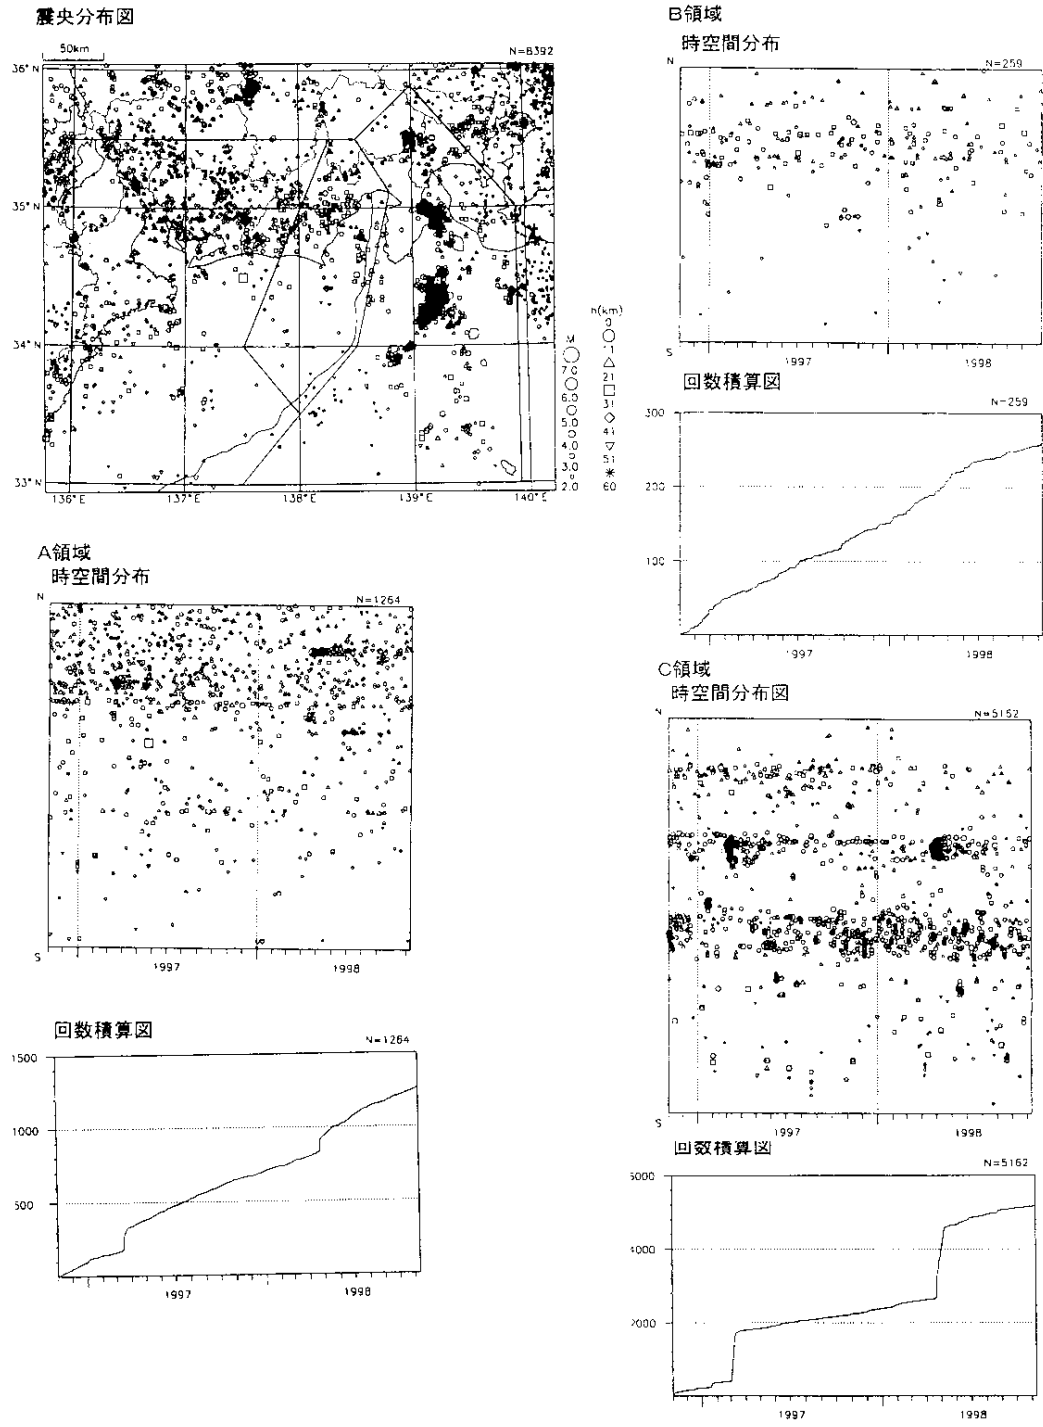 震央分布図
50km
N=8392
36°N
35°N
34°N
33°N
136°E
137°E
138°E
139°E
140°E
M
7.0
6.0
5.0
4.0
3.0
2.0
h(km)
0
21
31
41
51
60
A領域
時空間分布
N
N=1264
S
1997
1998
回数積算図
N=1264
1500
1000
500
1997
1998
B領域
時空間分布
N
N=259
S
1997
1998
回数積算図
N=259
300
200
100
1997
1998
C領域
時空間分布図
N
N=5162
S
1997
1998
回数積算図
N=5162
4000
2000
1997
1998